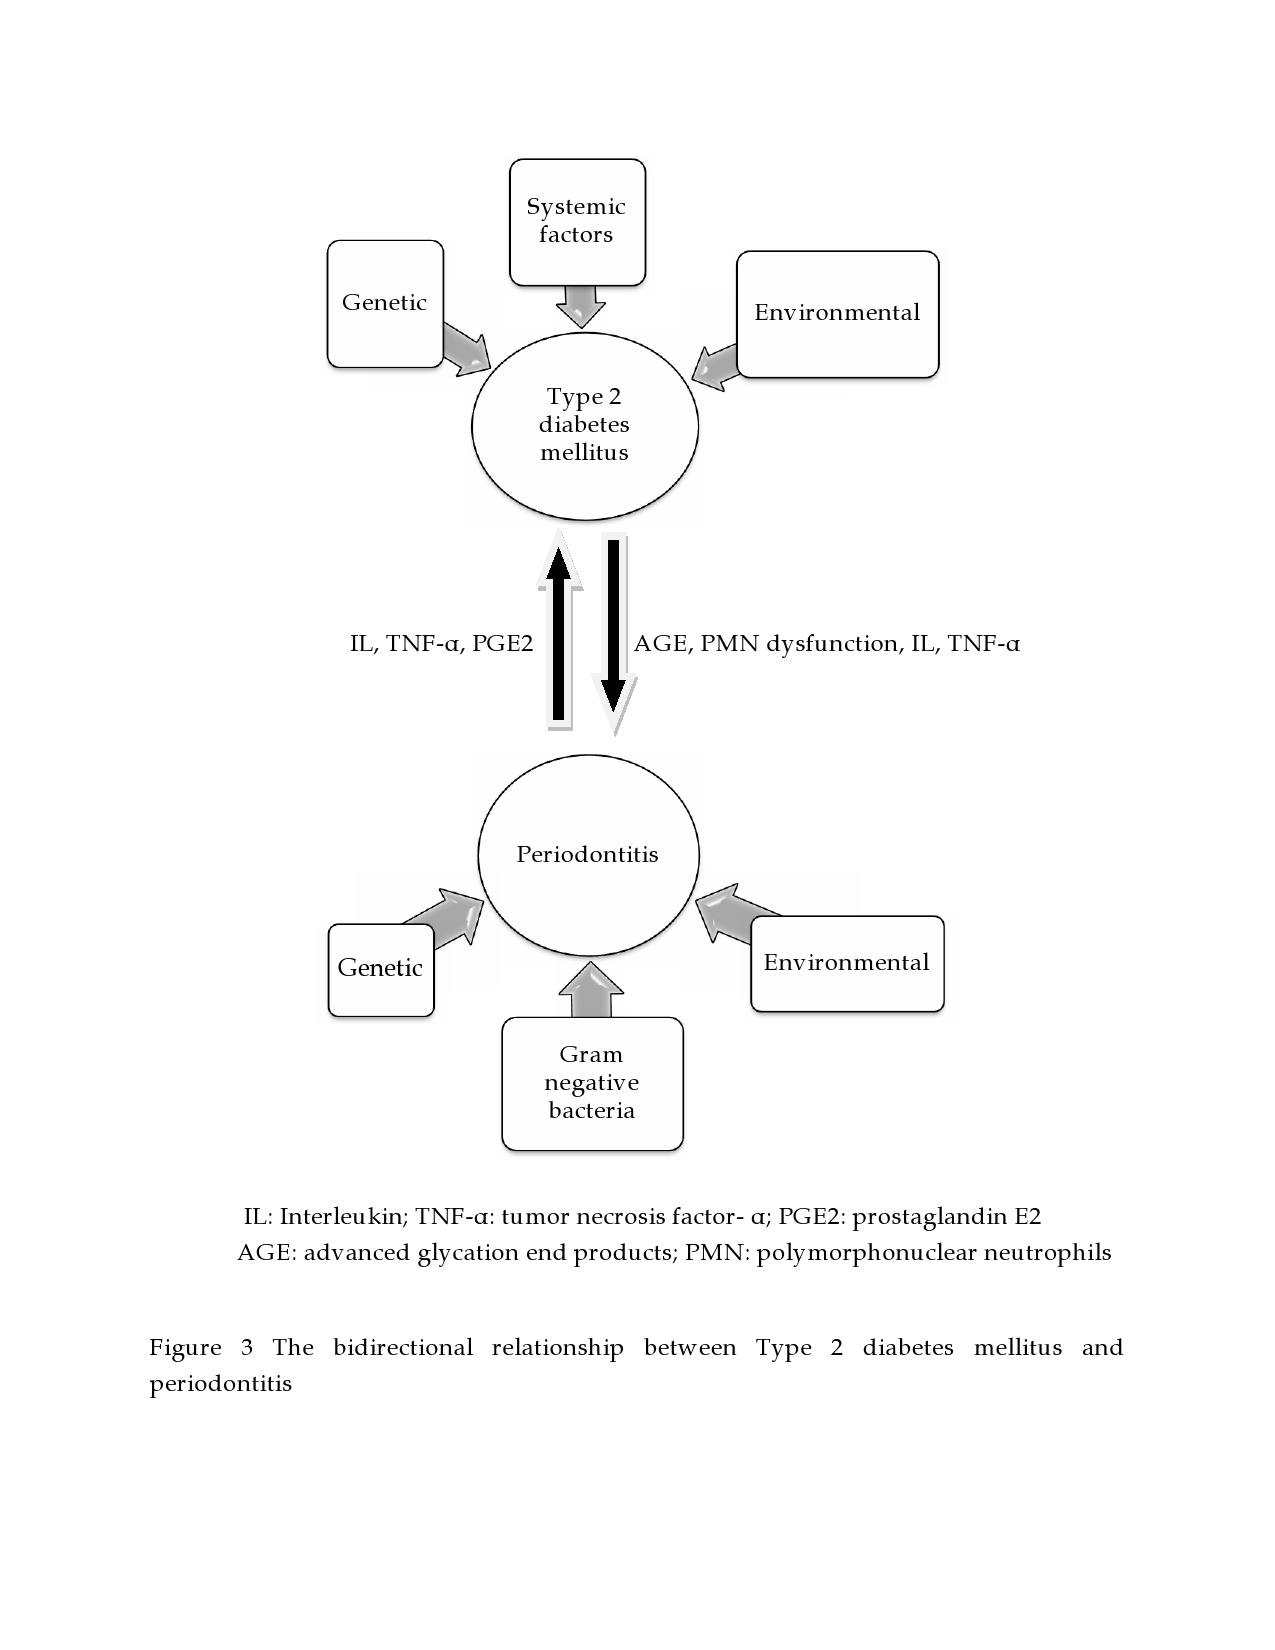 Systemic
factors
Genetic
Environmental
Type 2
diabetes
mellitus
IL, TNF-α, PGE2
AGE, PMN dysfunction, IL, TNF-α
Periodontitis
Genetic
Environmental
Gram
negative
bacteria
IL: Interleukin; TNF-α: tumor necrosis factor- α; PGE2: prostaglandin E2
AGE: advanced glycation end products; PMN: polymorphonuclear neutrophils
Figure 3 The bidirectional relationship between Type 2 diabetes mellitus and
periodontitis